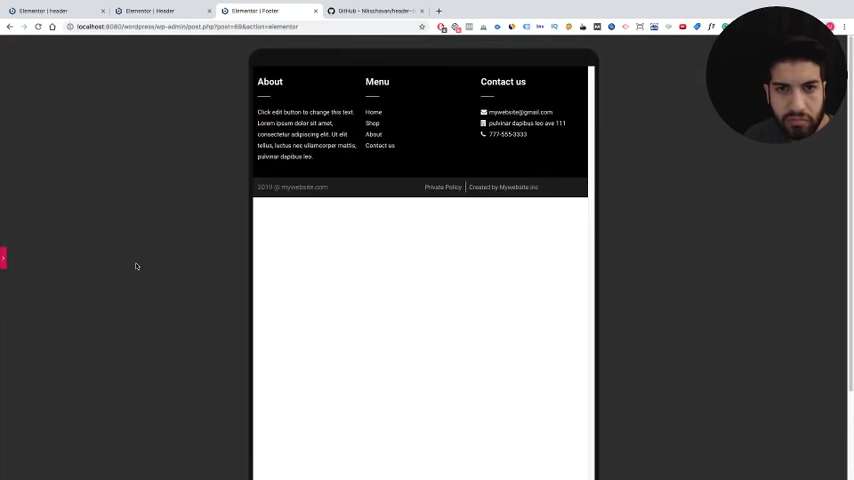 Elementor | header
Elementor | Header
Elementor | Footer
GitHub - Nikschavan/header-f
localhost:8080/wordpress/wp-admin/post.php?post=69&action=elementor
About
Menu
Contact us
Click edit button to change this text.
Lorem ipsum dolor sit amet,
consectetur adipiscing elit. Ut elit
tellus, luctus nec ullamcorper mattis,
pulvinar dapibus leo.
Home
Shop
About
Contact us
mywebsite@gmail.com
pulvinar dapibus leo ave 111
777-555-3333
2019 @ mywebsite.com
Private Policy
Created by Mywebsite inc